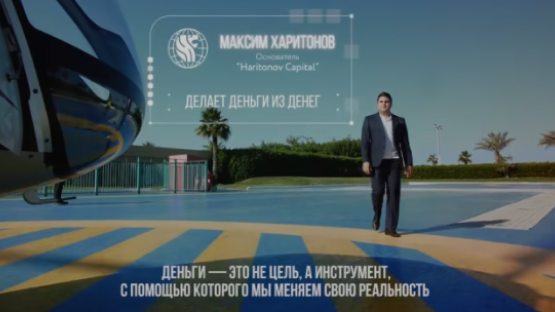 МАКСИМ ХАРИТОНОВ
Основатель
"Haritonov Capital"
ДЕЛАЕТ ДЕНЬГИ ИЗ ДЕНЕГ
ДЕНЬГИ — ЭТО НЕ ЦЕЛЬ, А ИНСТРУМЕНТ,
С ПОМОЩЬЮ КОТОРОГО МЫ МЕНЯЕМ СВОЮ РЕАЛЬНОСТЬ